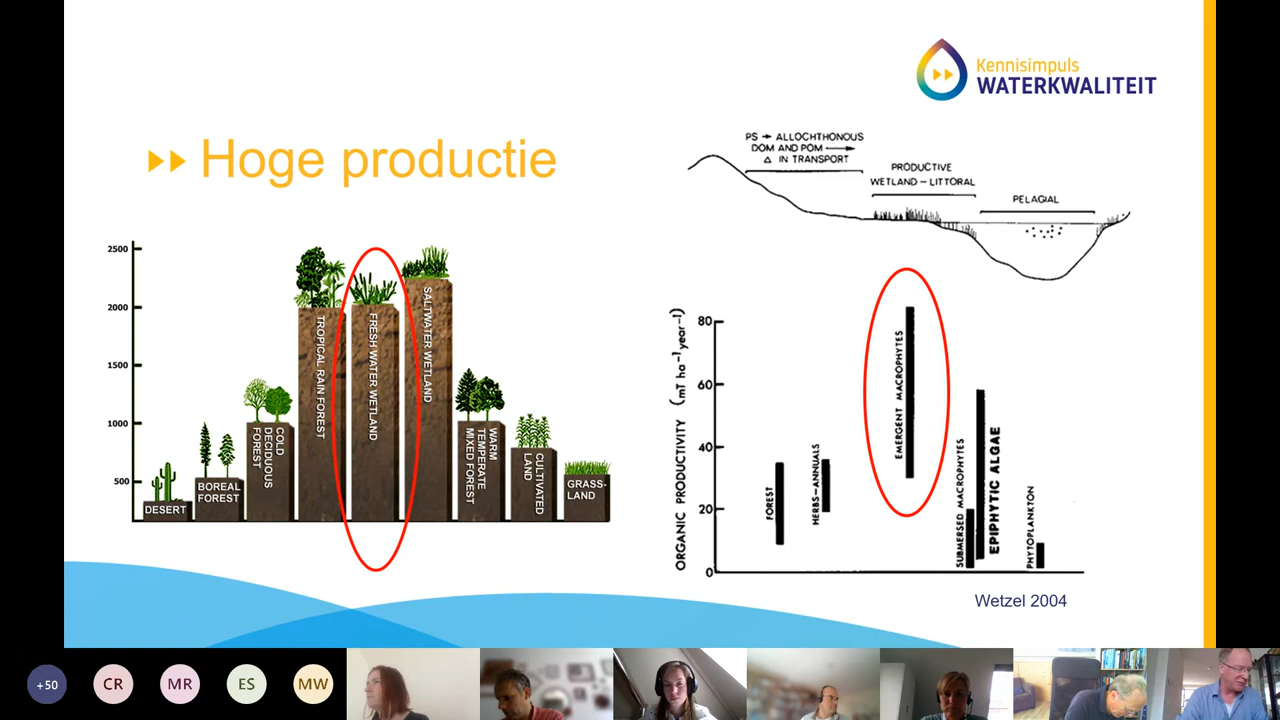 Kennisimpuls
WATERKWALITEIT
Hoge productie
2500
2000
1500
1000
500
DESERT
BOREAL
FOREST
COLD
DECIDUOUS
FOREST
TROPICAL RAIN FOREST
FRESH WATER WETLAND
SALTWATER WETLAND
WARM
TEMPERATE
MIXED FOREST
CULTIVATED
LAND
GRASS-
LAND
PS → ALLOCHTHONOUS
DOM AND POM →
Δ IN TRANSPORT
PRODUCTIVE
WETLAND – LITTORAL
PELAGIAL
ORGANIC PRODUCTIVITY (mT ha⁻¹ year⁻¹)
80
60
40
20
0
FOREST
HERBS–ANNUALS
EMERGENT MACROPHYTES
SUBMERSED MACROPHYTES
EPIPHYTIC ALGAE
PHYTOPLANKTON
Wetzel 2004
+50
CR
MR
ES
MW